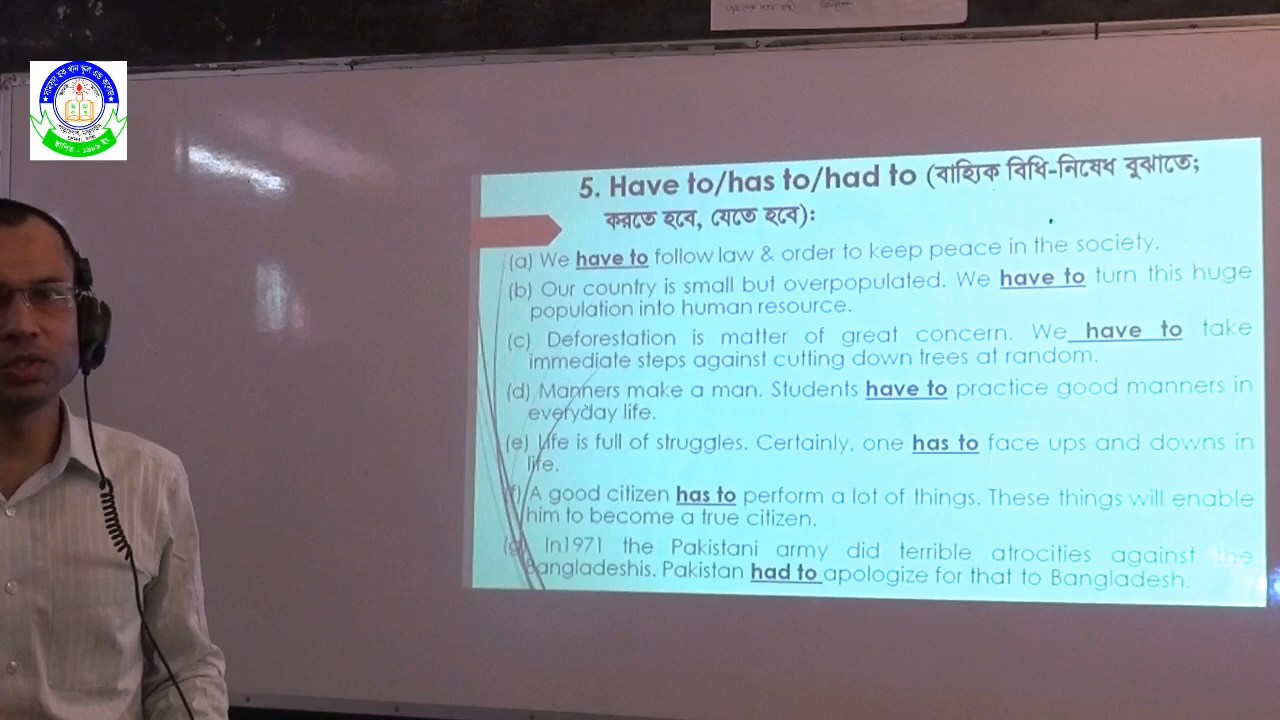 5. Have to/has to/had to (বাহ্যিক বিধি-নিষেধ বুঝাতে;
করতে হবে, যেতে হবে):
(a) We have to follow law & order to keep peace in the society.
(b) Our country is small but overpopulated. We have to turn this huge
population into human resource.
(c) Deforestation is matter of great concern. We have to take
immediate steps against cutting down trees at random.
(d) Manners make a man. Students have to practice good manners in
everyday life.
(e) Life is full of struggles. Certainly, one has to face ups and downs in
life.
(f) A good citizen has to perform a lot of things. These things will enable
him to become a true citizen.
(g) In1971 the Pakistani army did terrible atrocities against the
Bangladeshis. Pakistan had to apologize for that to Bangladesh.
স্থাপিত - ১৯৮৯ ইং